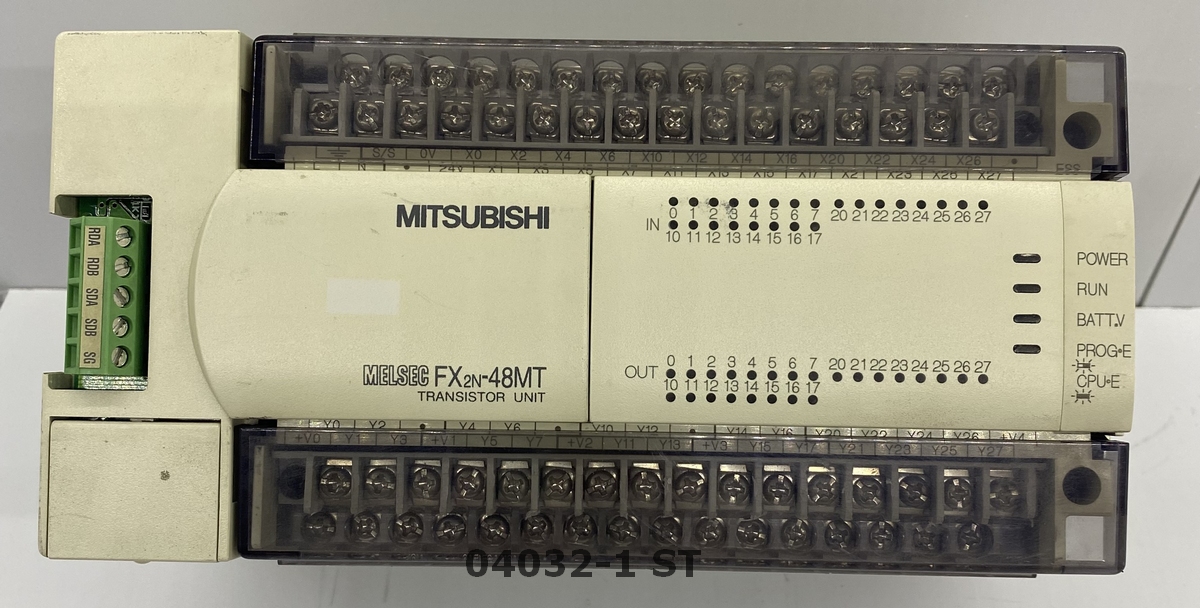 S/S 0V X0 X2 X4 X6 X10 X12 X14 X16 X20 X22 X24 X26 •
L N • 24V X1 X3 X5 X7 X11 X13 X15 X17 X21 X23 X25 X27
MITSUBISHI
0 1 2 3 4 5 6 7 20 21 22 23 24 25 26 27
IN
10 11 12 13 14 15 16 17
POWER
RUN
BATT.V
PROG•E
CPU•E
RDA
RDB
SDA
SDB
SG
MELSEC FX2N-48MT
TRANSISTOR UNIT
0 1 2 3 4 5 6 7 20 21 22 23 24 25 26 27
OUT
10 11 12 13 14 15 16 17
Y0 Y2 • Y4 Y6 • Y10 Y12 • Y14 Y16 Y20 Y22 Y24 Y26 +V4
+V0 Y1 Y3 +V1 Y5 Y7 +V2 Y11 Y13 +V3 Y15 Y17 Y21 Y23 Y25 Y27
04032-1 ST